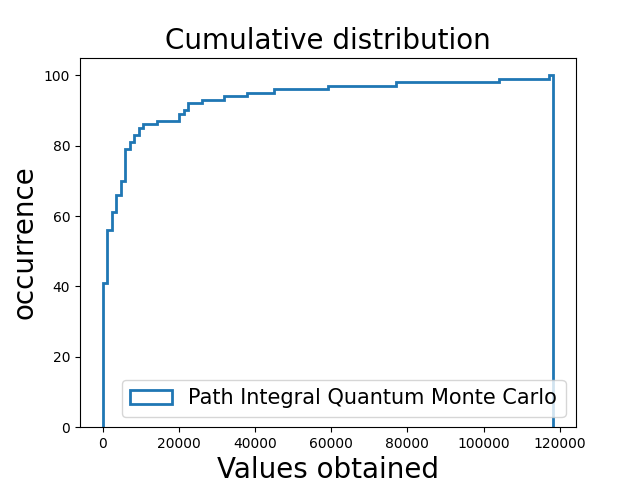 Cumulative distribution
100
80
60
40
20
0
occurrence
Path Integral Quantum Monte Carlo
0 20000 40000 60000 80000 100000 120000
Values obtained